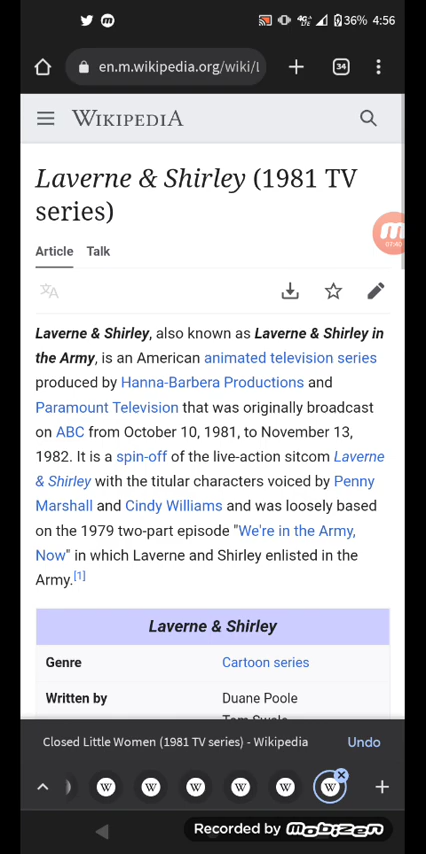 36% 4:56
en.m.wikipedia.org/wiki/L
34
WIKIPEDIA
Laverne & Shirley (1981 TV
series)
07:40
Article Talk
Laverne & Shirley, also known as Laverne & Shirley in
the Army, is an American animated television series
produced by Hanna-Barbera Productions and
Paramount Television that was originally broadcast
on ABC from October 10, 1981, to November 13,
1982. It is a spin-off of the live-action sitcom Laverne
& Shirley with the titular characters voiced by Penny
Marshall and Cindy Williams and was loosely based
on the 1979 two-part episode "We're in the Army,
Now" in which Laverne and Shirley enlisted in the
Army.[1]
Laverne & Shirley
Genre Cartoon series
Written by Duane Poole
Closed Little Women (1981 TV series) - Wikipedia Undo
W W W W W W
Recorded by mobizen